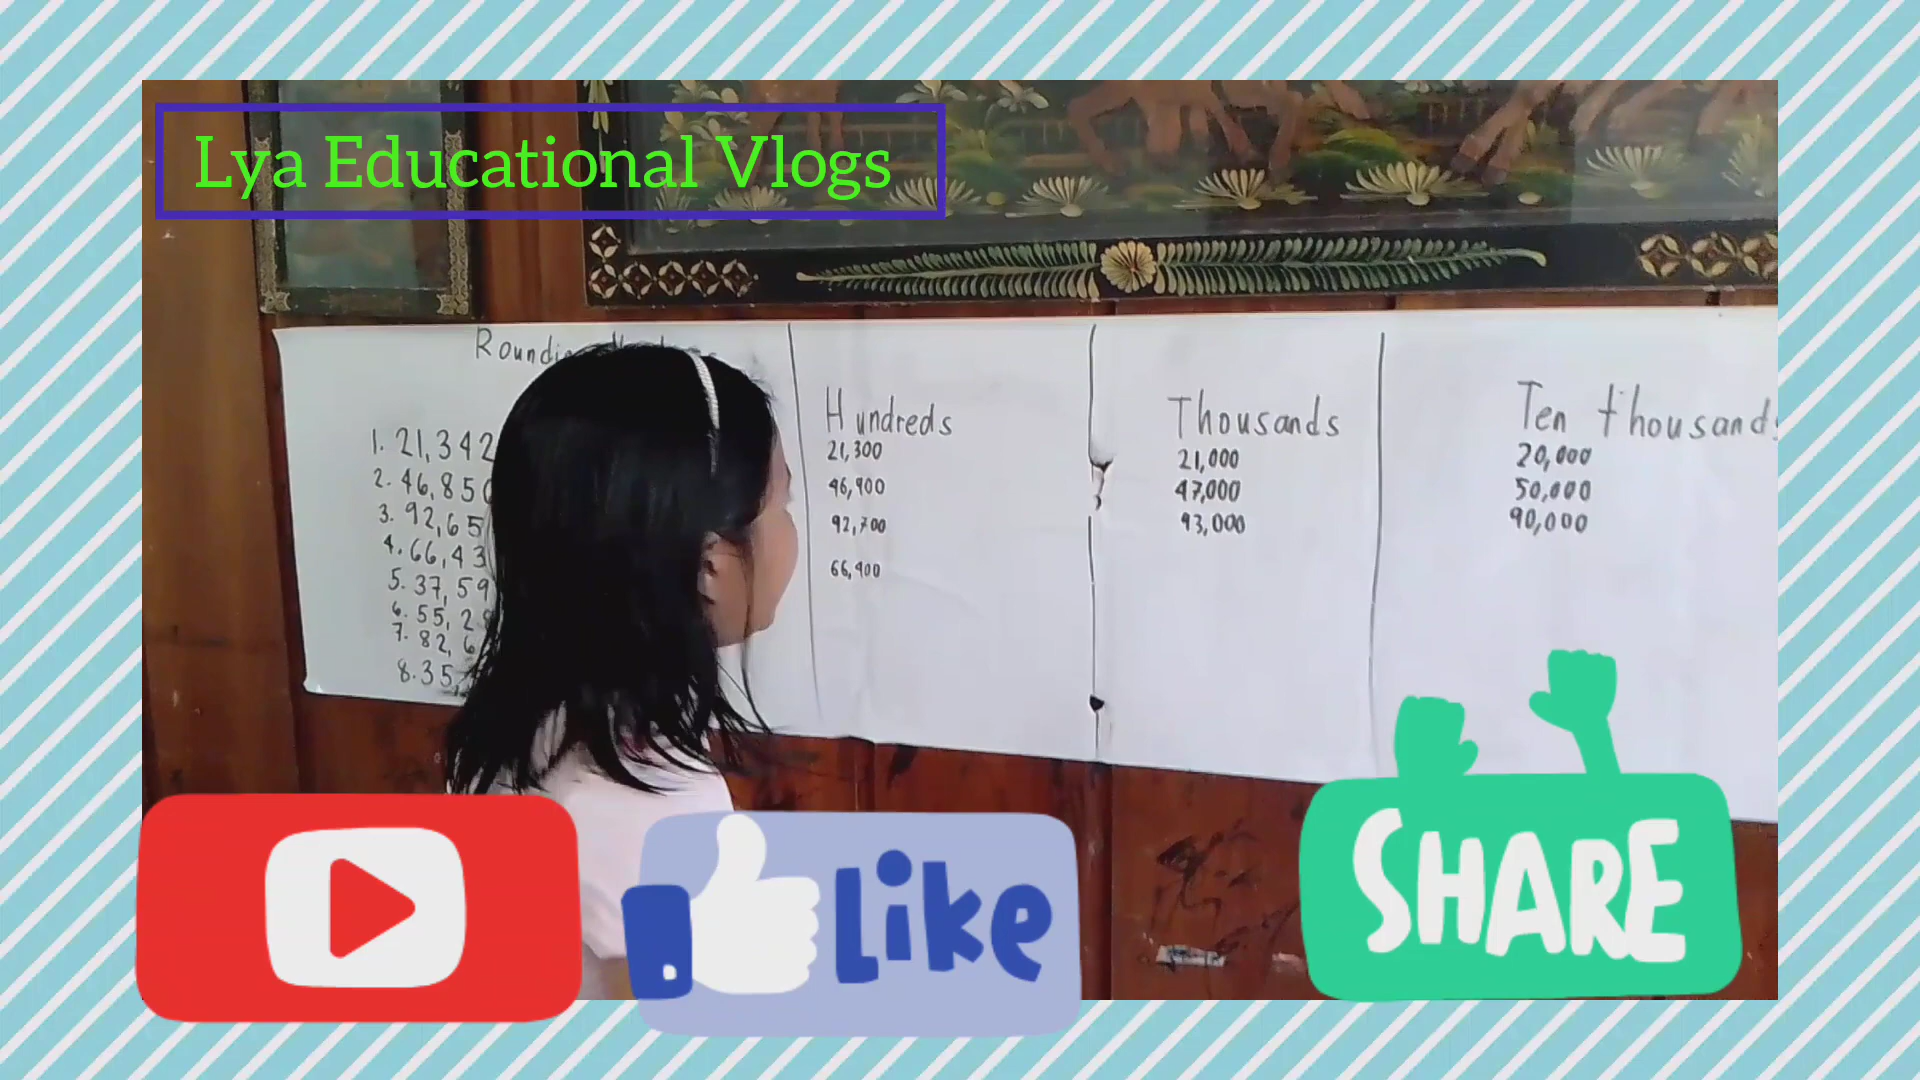 Lya Educational Vlogs
1. 21,342
2. 46,85
3. 92,65
4. 66,43
5. 37,59
6. 55, 2
7. 82, 6
8. 35,
Hundreds
21,300
46,900
92,700
66,400
Thousands
21,000
47,000
93,000
Ten thousands
20,000
50,000
90,000
LiKe
SHARE